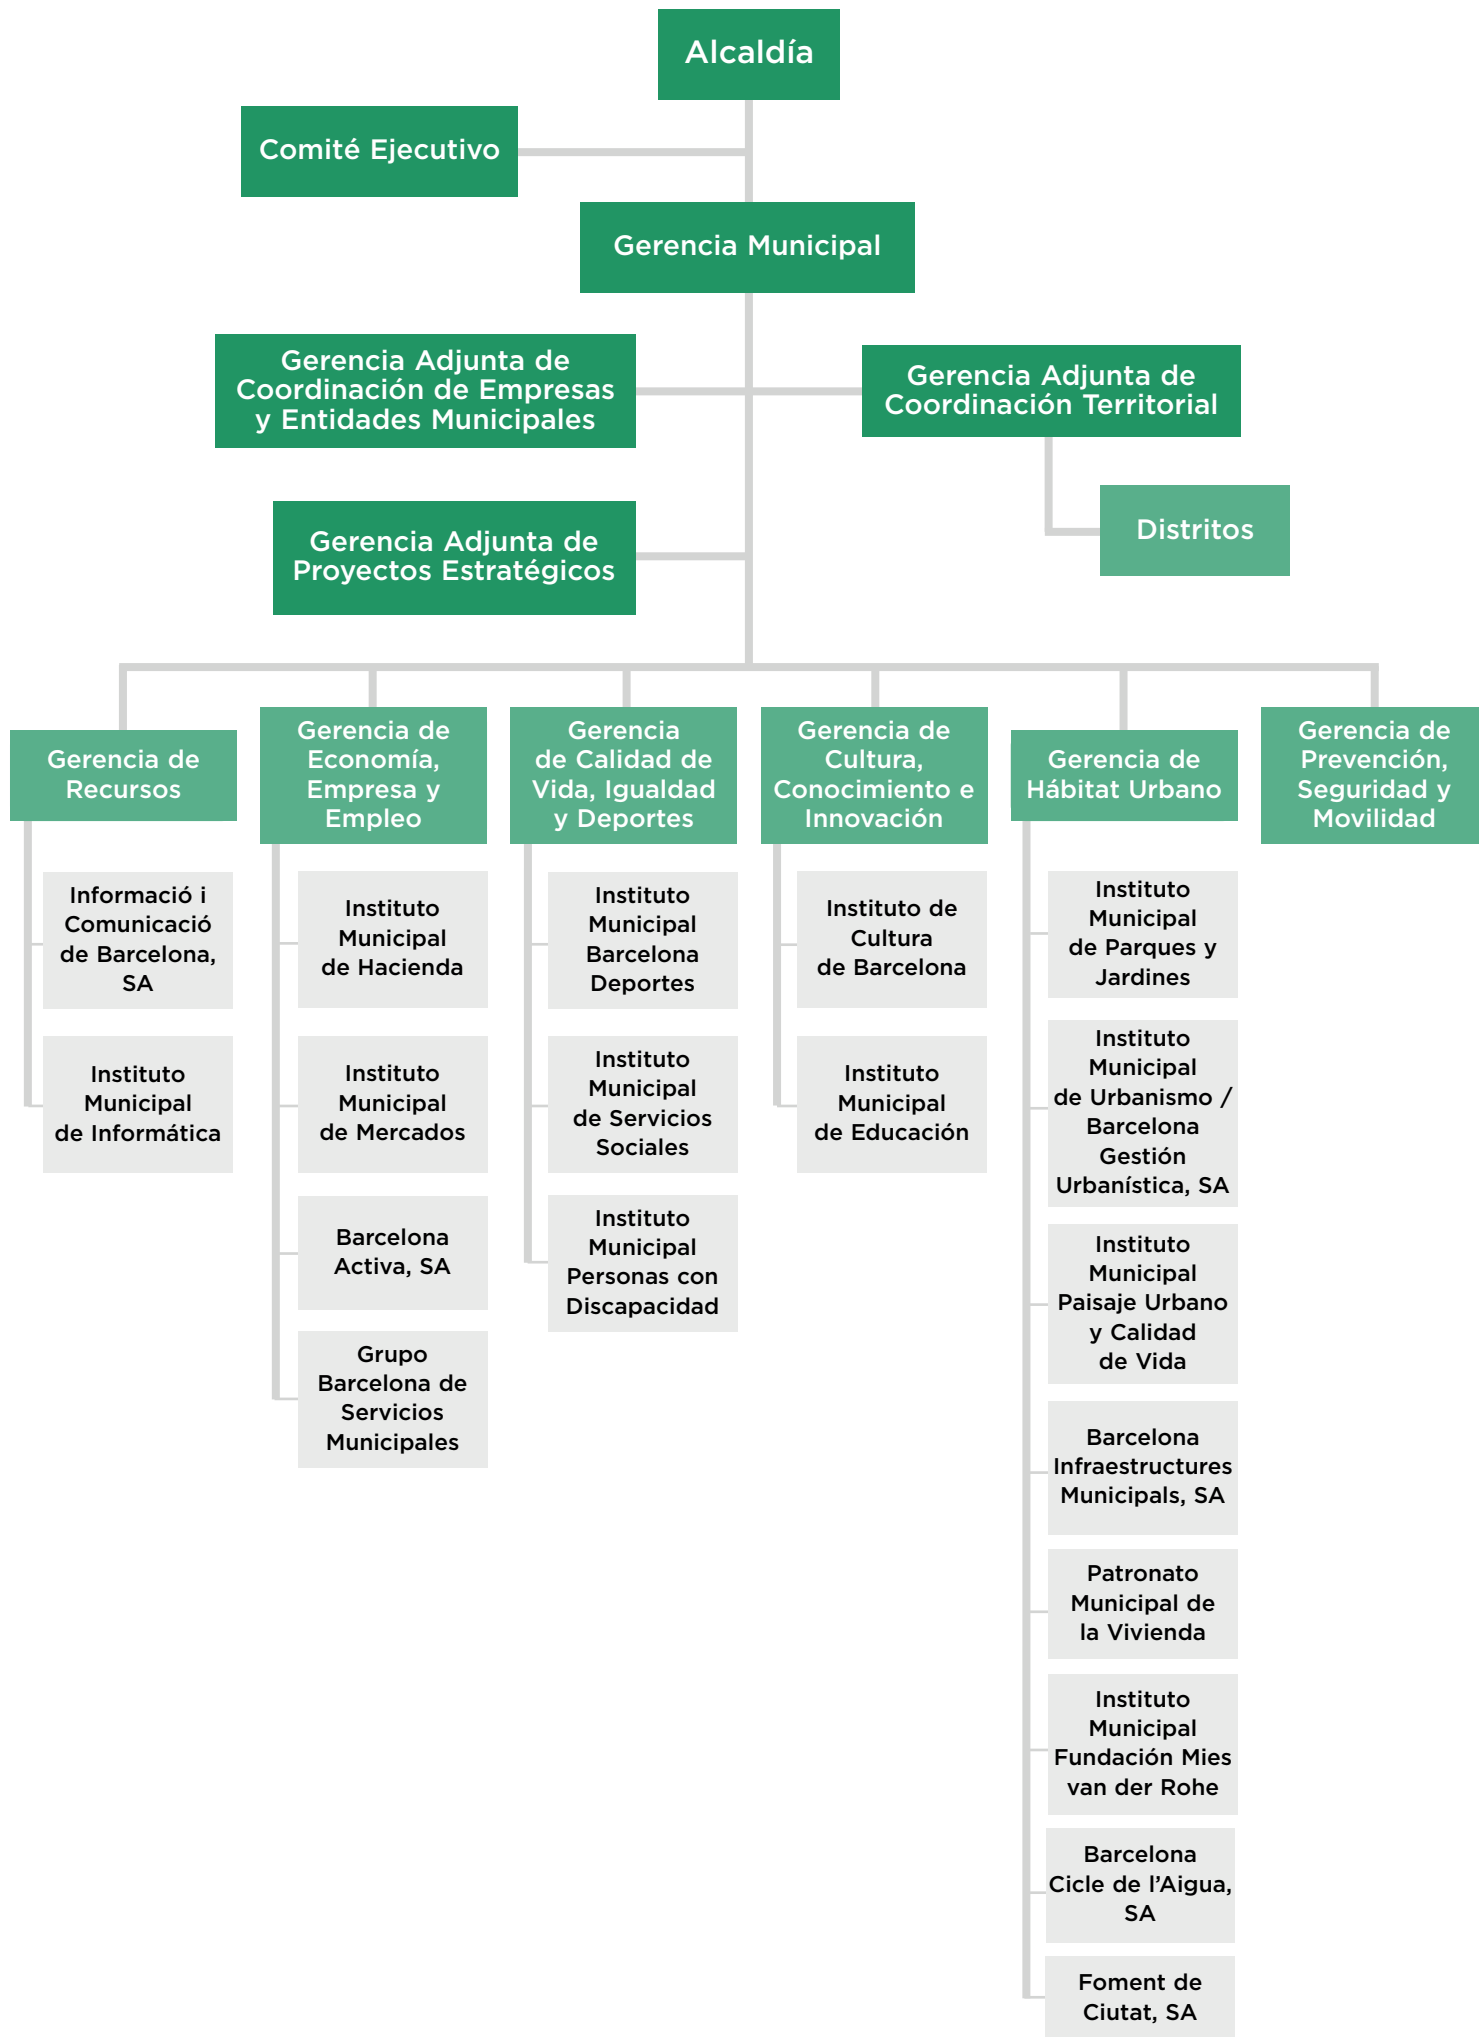 Alcaldía
Comité Ejecutivo
Gerencia Municipal
Gerencia Adjunta de
Coordinación de Empresas
y Entidades Municipales
Gerencia Adjunta de
Coordinación Territorial
Distritos
Gerencia Adjunta de
Proyectos Estratégicos
Gerencia de
Recursos
Informació i
Comunicació
de Barcelona,
SA
Instituto
Municipal
de Informática
Gerencia de
Economía,
Empresa y
Empleo
Instituto
Municipal
de Hacienda
Instituto
Municipal
de Mercados
Barcelona
Activa, SA
Grupo
Barcelona de
Servicios
Municipales
Gerencia
de Calidad de
Vida, Igualdad
y Deportes
Instituto
Municipal
Barcelona
Deportes
Instituto
Municipal
de Servicios
Sociales
Instituto
Municipal
Personas con
Discapacidad
Gerencia de
Cultura,
Conocimiento e
Innovación
Instituto de
Cultura
de Barcelona
Instituto
Municipal
de Educación
Gerencia de
Hábitat Urbano
Instituto
Municipal
de Parques y
Jardines
Instituto
Municipal
de Urbanismo /
Barcelona
Gestión
Urbanística, SA
Instituto
Municipal
Paisaje Urbano
y Calidad
de Vida
Barcelona
Infraestructures
Municipals, SA
Patronato
Municipal de
la Vivienda
Instituto
Municipal
Fundación Mies
van der Rohe
Barcelona
Cicle de l’Aigua,
SA
Foment de
Ciutat, SA
Gerencia de
Prevención,
Seguridad y
Movilidad